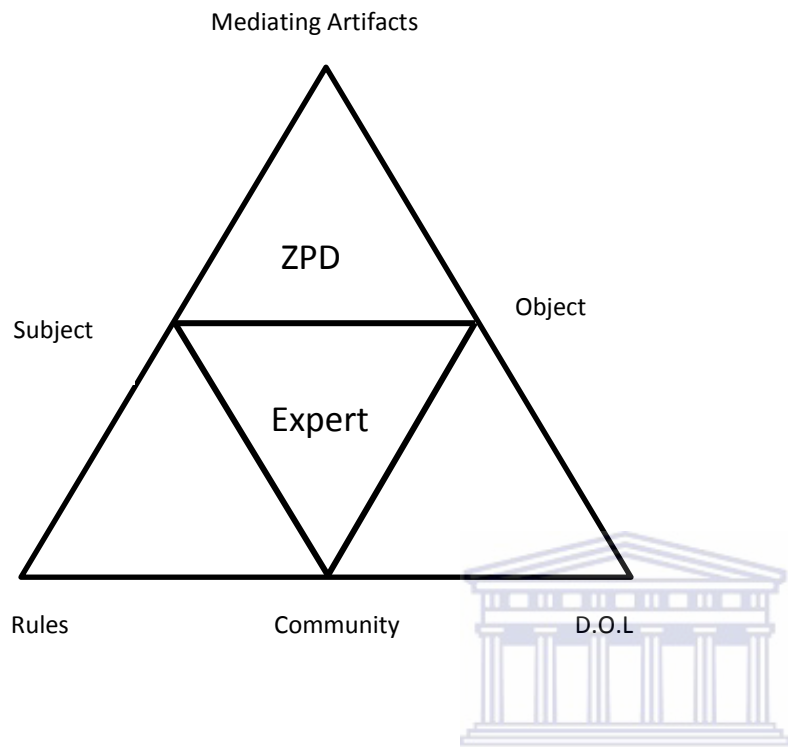 Mediating Artifacts
ZPD
Subject
Object
Expert
Rules
Community
D.O.L